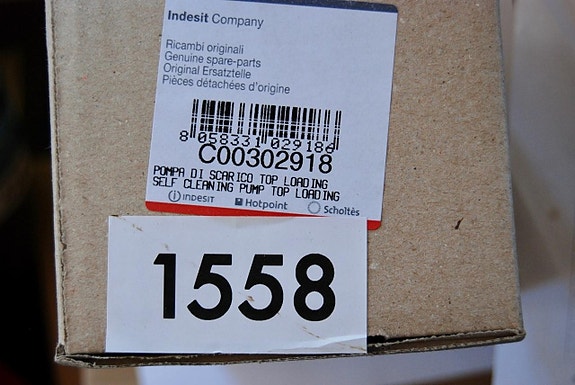 Indesit Company
Ricambi originali
Genuine spare-parts
Original Ersatzteile
Pièces détachées d'origine
8 058331 029186
C00302918
POMPA DI SCARICO TOP LOADING
SELF CLEANING PUMP TOP LOADING
INDESIT Hotpoint Scholtès
1558